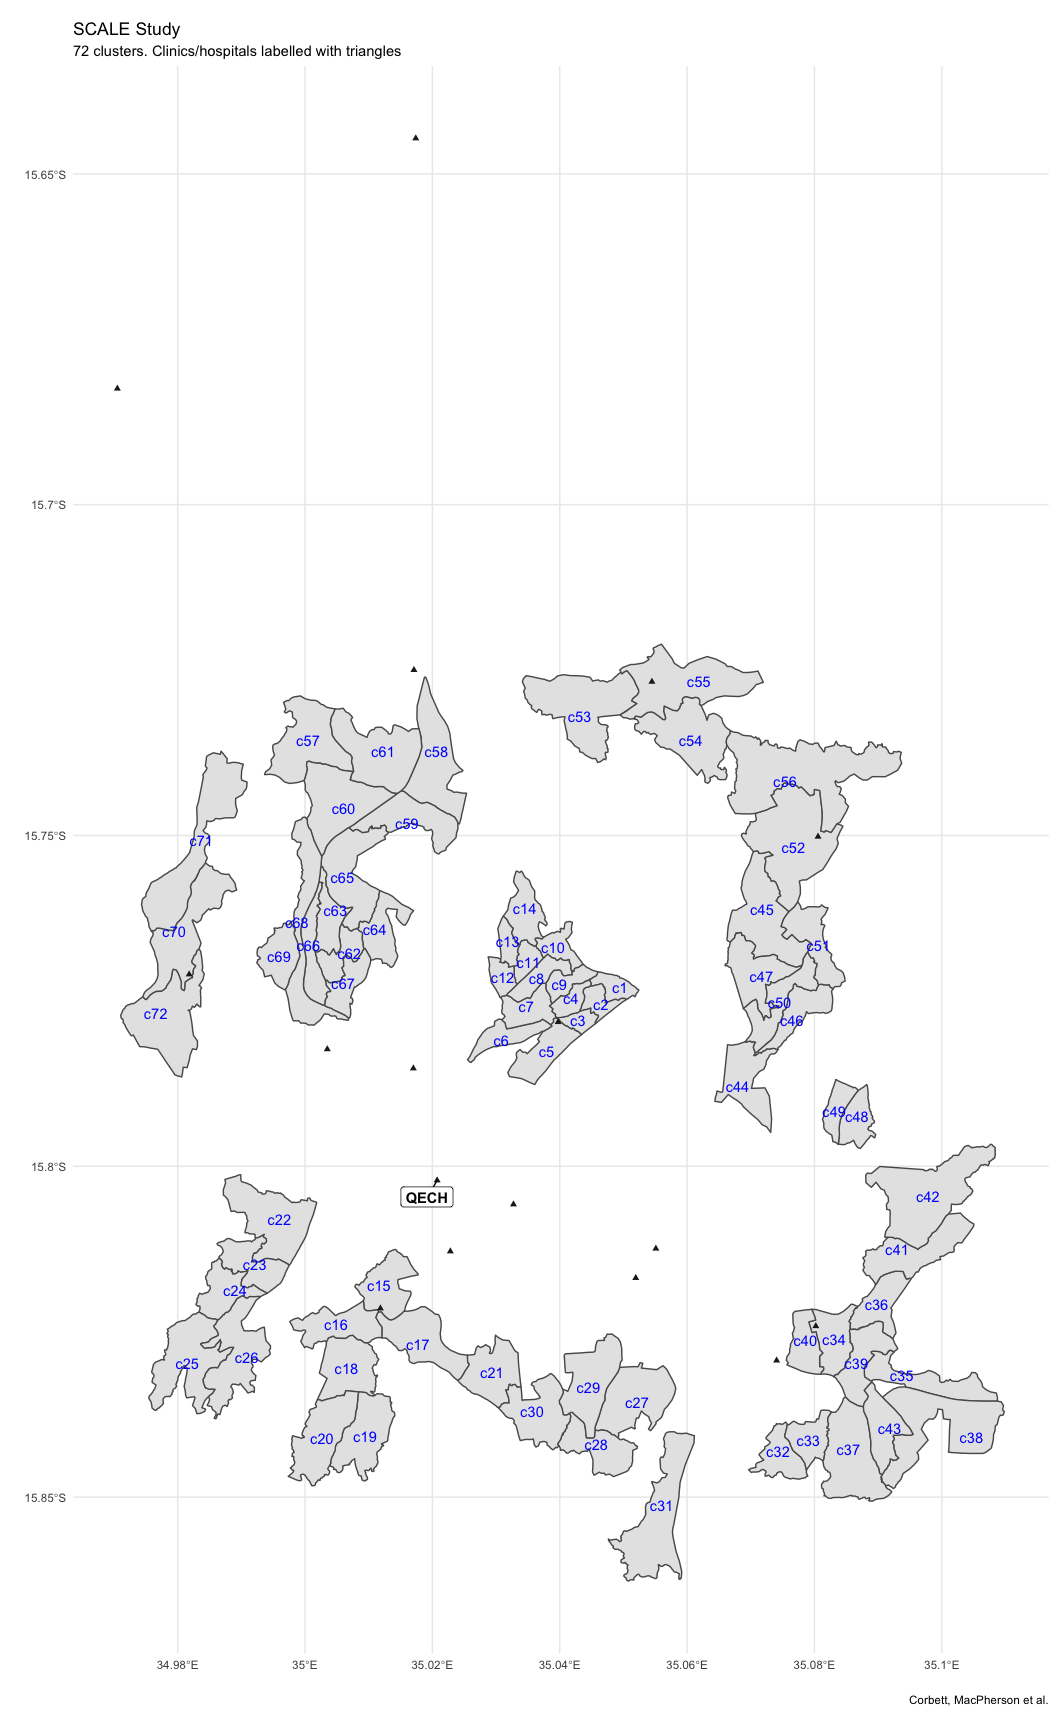 SCALE Study
72 clusters. Clinics/hospitals labelled with triangles
15.65°S
15.7°S
c55
c53
c54
c57
c61
c58
c56
c60
c59
15.75°S
c71
c52
c65
c63
c14
c45
c68
c64
c70
c13
c66
c10
c51
c62
c69
c11
c12
c8
c47
c67
c9
c1
c4
c2
c50
c7
c72
c3
c46
c6
c5
c44
c49
c48
15.8°S
QECH
c42
c22
c41
c23
c15
c24
c36
c16
c40
c34
c17
c26
c25
c39
c18
c21
c35
c29
c27
c30
c43
c20
c19
c38
c33
c28
c37
c32
15.85°S
c31
34.98°E
35°E
35.02°E
35.04°E
35.06°E
35.08°E
35.1°E
Corbett, MacPherson et al.